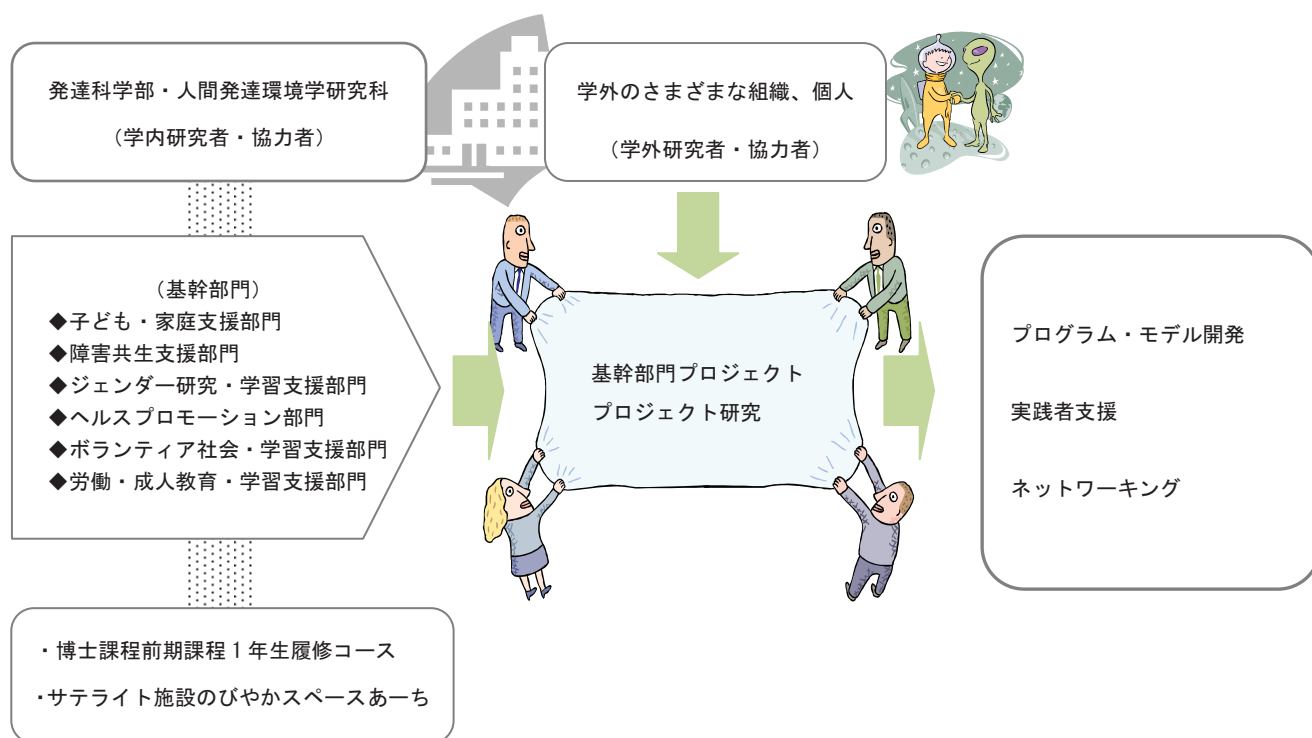 発達科学部・人間発達環境学研究科
（学内研究者・協力者）
学外のさまざまな組織、個人
（学外研究者・協力者）
（基幹部門）
◆子ども・家庭支援部門
◆障害共生支援部門
◆ジェンダー研究・学習支援部門
◆ヘルスプロモーション部門
◆ボランティア社会・学習支援部門
◆労働・成人教育・学習支援部門
基幹部門プロジェクト
プロジェクト研究
プログラム・モデル開発
実践者支援
ネットワーキング
・博士課程前期課程１年生履修コース
・サテライト施設のびやかスペースあーち